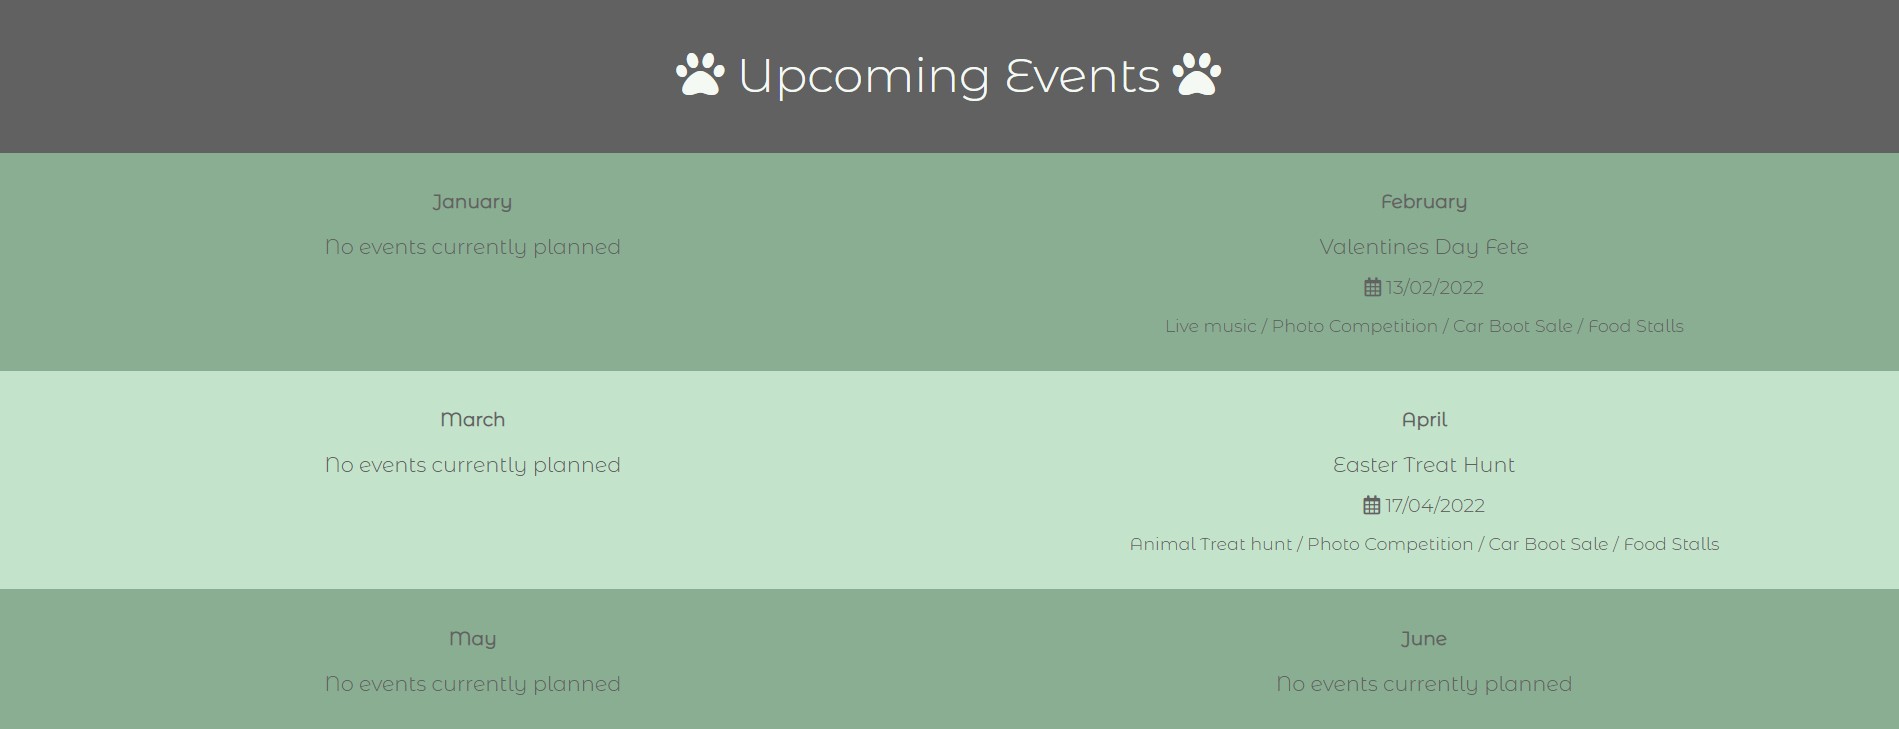 Upcoming Events
January
No events currently planned
February
Valentines Day Fete
13/02/2022
Live music / Photo Competition / Car Boot Sale / Food Stalls
March
No events currently planned
April
Easter Treat Hunt
17/04/2022
Animal Treat hunt / Photo Competition / Car Boot Sale / Food Stalls
May
No events currently planned
June
No events currently planned